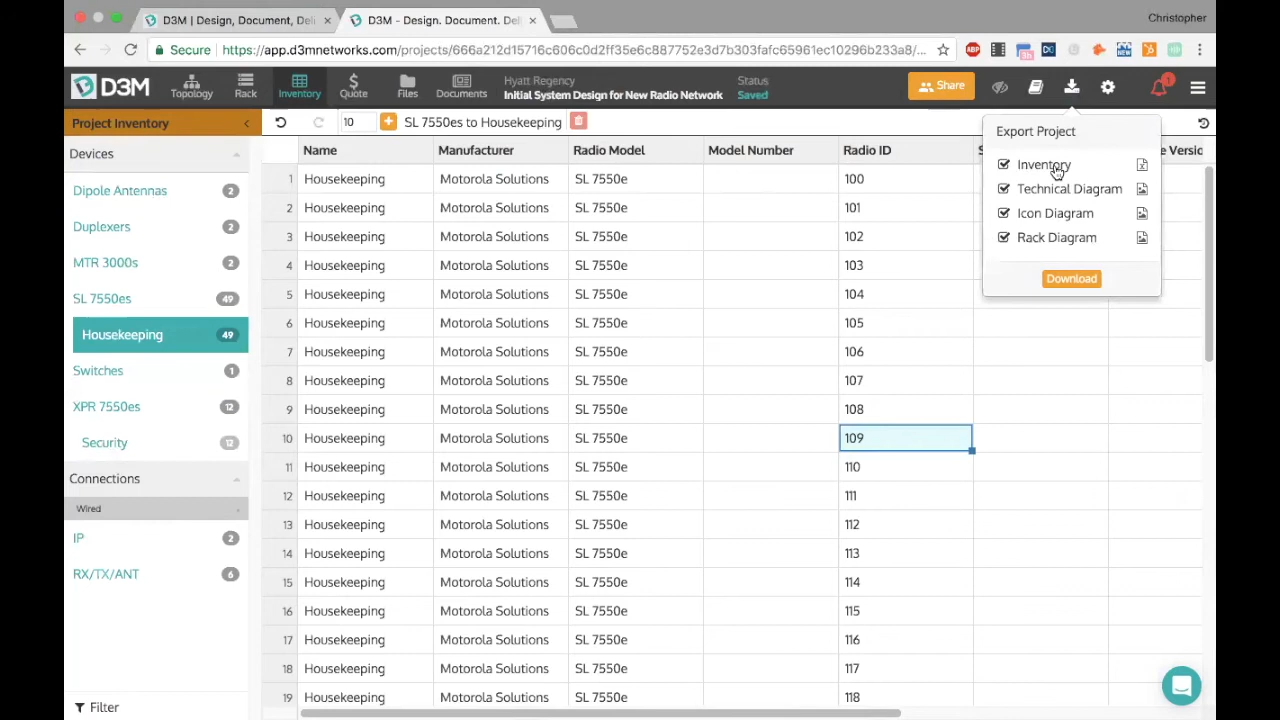 D3M | Design, Document, Deli
D3M - Design. Document. Deli
Christopher
Secure
https://app.d3mnetworks.com/projects/666a212d15716c606c0d2ff35e6c887752e3d7b303fafc65961ec10296b233a8/...
ABP
NEW
D3M
Topology
Rack
Inventory
Quote
Files
Documents
Hyatt Regency
Initial System Design for New Radio Network
Status
Saved
Share
1
Project Inventory
10
SL 7550es to Housekeeping
Export Project
Inventory
Technical Diagram
Icon Diagram
Rack Diagram
Download
Devices
Dipole Antennas 2
Duplexers 2
MTR 3000s 2
SL 7550es 49
Housekeeping 49
Switches 1
XPR 7550es 12
Security 12
Connections
Wired
IP 2
RX/TX/ANT 6
Filter
Name Manufacturer Radio Model Model Number Radio ID S e Versio
1 Housekeeping Motorola Solutions SL 7550e 100
2 Housekeeping Motorola Solutions SL 7550e 101
3 Housekeeping Motorola Solutions SL 7550e 102
4 Housekeeping Motorola Solutions SL 7550e 103
5 Housekeeping Motorola Solutions SL 7550e 104
6 Housekeeping Motorola Solutions SL 7550e 105
7 Housekeeping Motorola Solutions SL 7550e 106
8 Housekeeping Motorola Solutions SL 7550e 107
9 Housekeeping Motorola Solutions SL 7550e 108
10 Housekeeping Motorola Solutions SL 7550e 109
11 Housekeeping Motorola Solutions SL 7550e 110
12 Housekeeping Motorola Solutions SL 7550e 111
13 Housekeeping Motorola Solutions SL 7550e 112
14 Housekeeping Motorola Solutions SL 7550e 113
15 Housekeeping Motorola Solutions SL 7550e 114
16 Housekeeping Motorola Solutions SL 7550e 115
17 Housekeeping Motorola Solutions SL 7550e 116
18 Housekeeping Motorola Solutions SL 7550e 117
19 Housekeeping Motorola Solutions SL 7550e 118